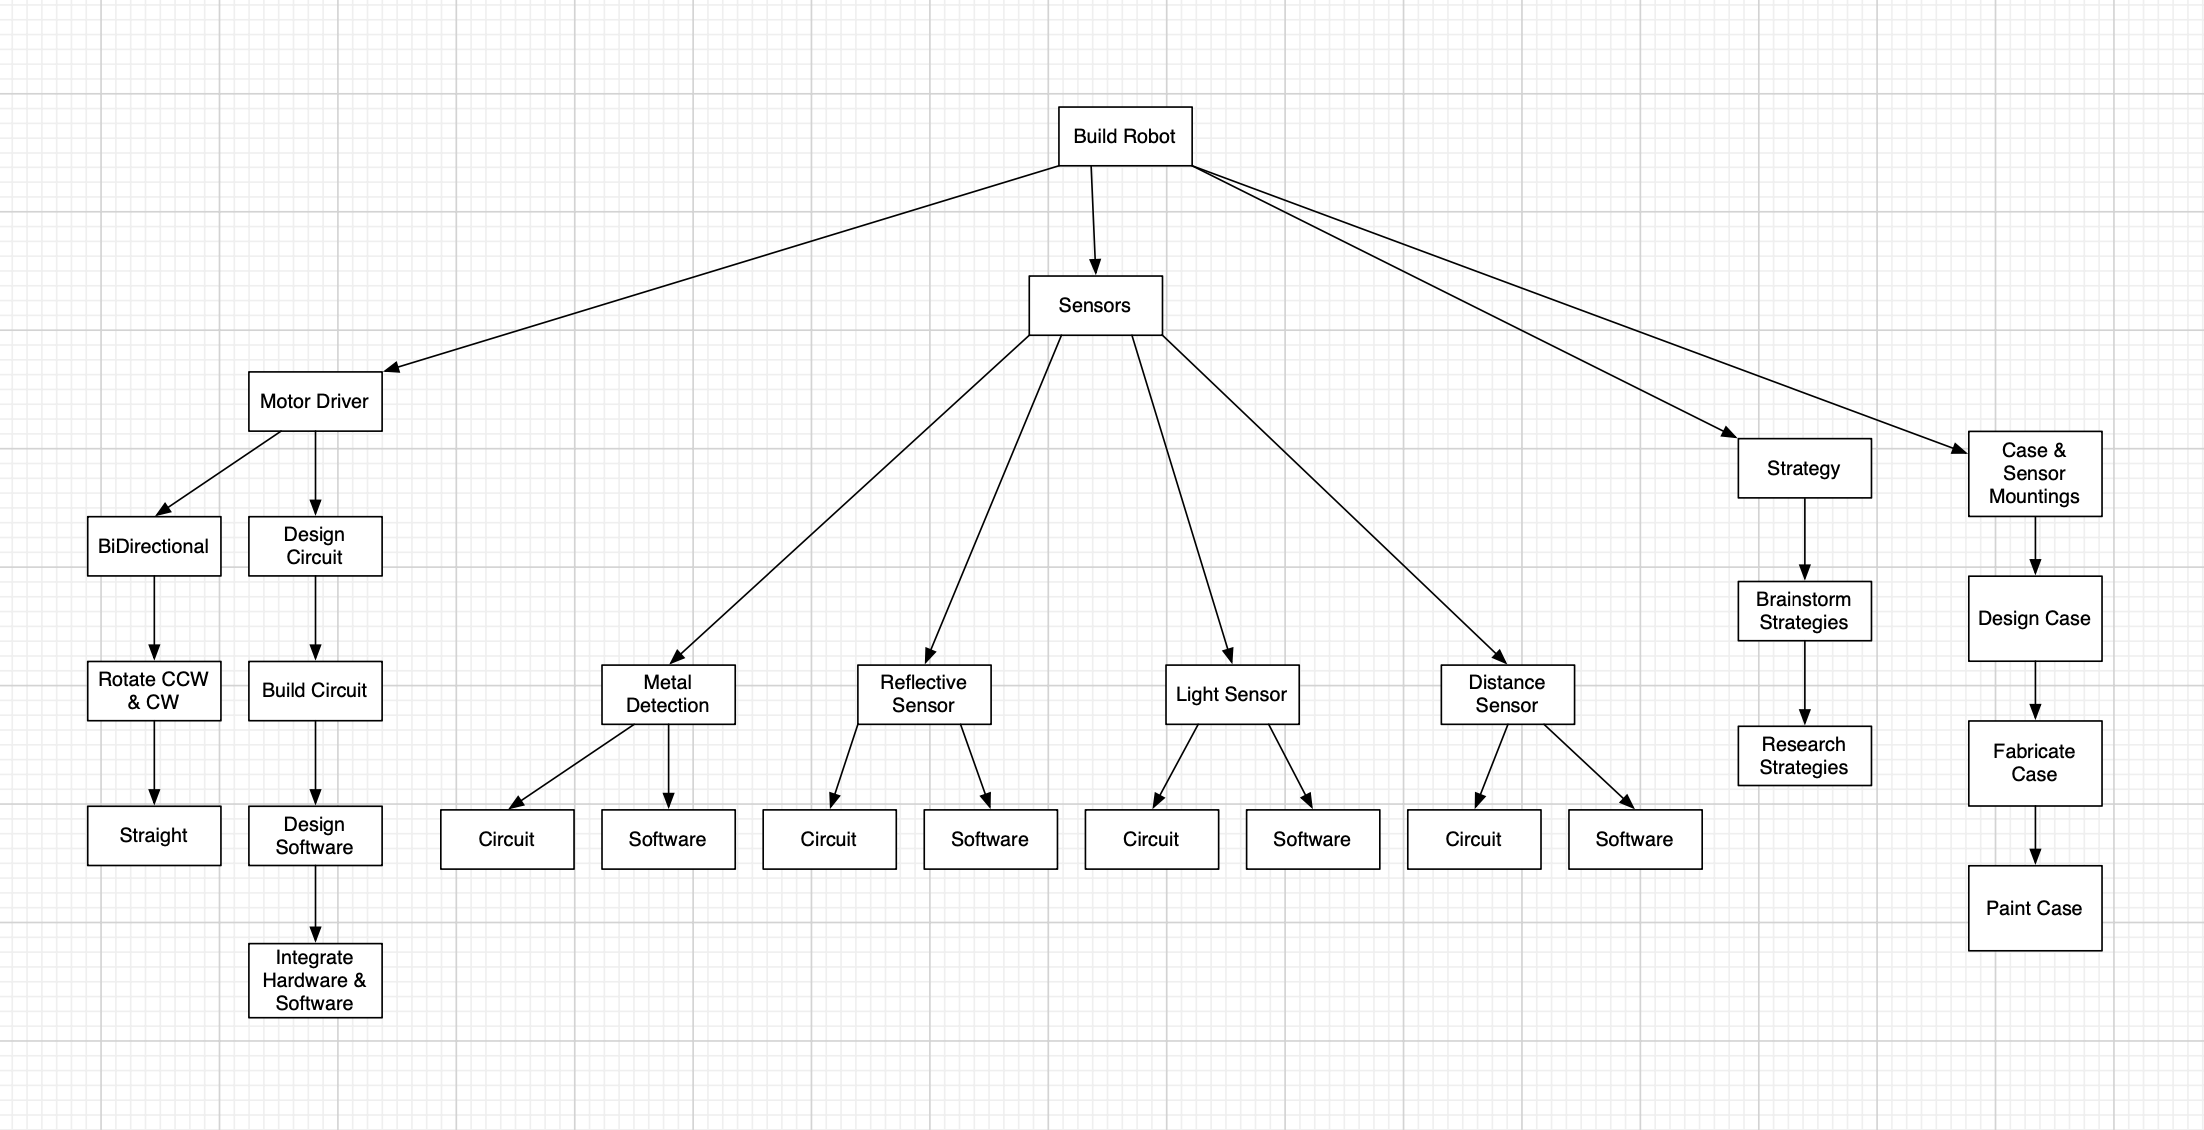 Build Robot
Sensors
Motor Driver
Strategy
Case &
Sensor
Mountings
BiDirectional
Design
Circuit
Brainstorm
Strategies
Design Case
Rotate CCW
& CW
Build Circuit
Metal
Detection
Reflective
Sensor
Light Sensor
Distance
Sensor
Research
Strategies
Fabricate
Case
Straight
Design
Software
Circuit
Software
Circuit
Software
Circuit
Software
Circuit
Software
Paint Case
Integrate
Hardware &
Software